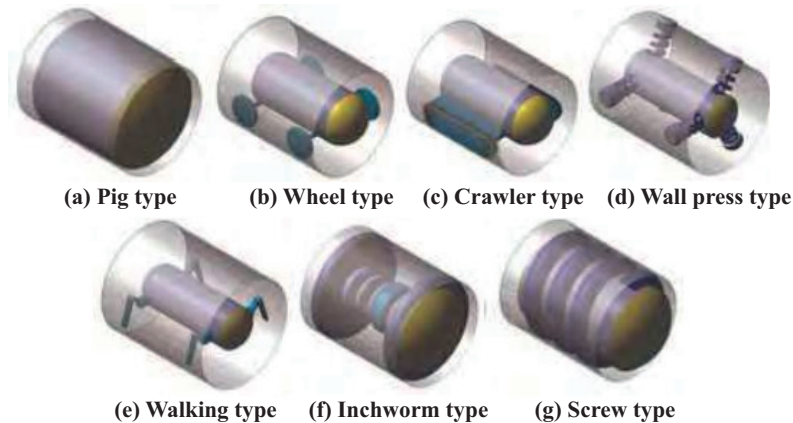 (a) Pig type
(b) Wheel type
(c) Crawler type
(d) Wall press type
(e) Walking type
(f) Inchworm type
(g) Screw type